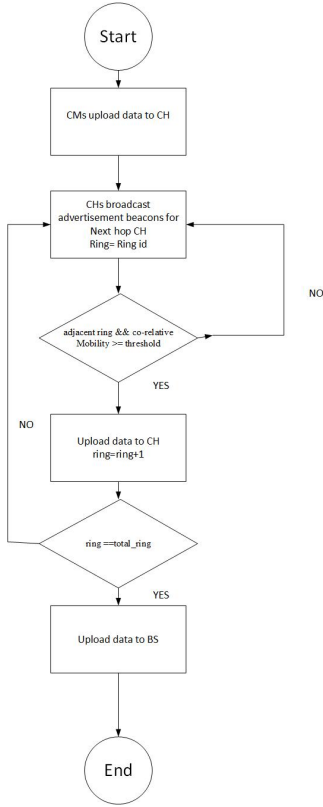 Start
CMs upload data to CH
CHs broadcast
advertisement beacons for
Next hop CH
Ring= Ring id
NO
adjacent ring && co-relative
Mobility >= threshold
YES
NO
Upload data to CH
ring=ring+1
ring ==total_ring
YES
Upload data to BS
End